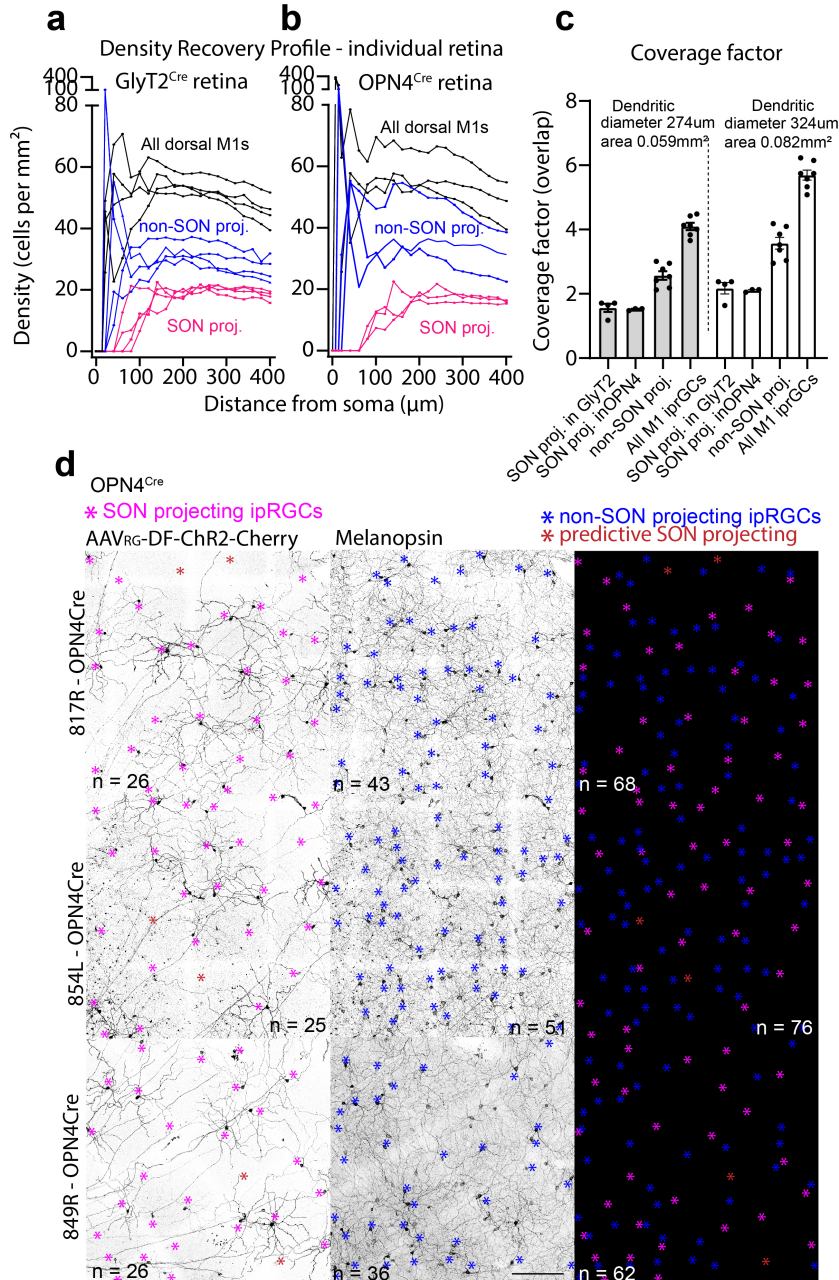 a
b
c
Density Recovery Profile - individual retina
GlyT2Cre retina
OPN4Cre retina
Coverage factor
400
100
80
60
40
20
0
Density (cells per mm²)
All dorsal M1s
non-SON proj.
SON proj.
0
100
200
300
400
400
100
80
60
40
20
0
All dorsal M1s
non-SON proj.
SON proj.
0
100
200
300
400
Distance from soma (µm)
Coverage factor (overlap)
8
6
4
2
0
Dendritic
diameter 274um
area 0.059mm²
Dendritic
diameter 324um
area 0.082mm²
SON proj. in GlyT2
SON proj. inOPN4
non-SON proj.
All M1 iprGCs
SON proj. in GlyT2
SON proj. inOPN4
non-SON proj.
All M1 iprGCs
d
OPN4Cre
* SON projecting ipRGCs
* non-SON projecting ipRGCs
* predictive SON projecting
AAVRG-DF-ChR2-Cherry
Melanopsin
817R - OPN4Cre
n = 26
n = 43
n = 68
854L - OPN4Cre
n = 25
n = 51
n = 76
849R - OPN4Cre
n = 26
n = 36
n = 62